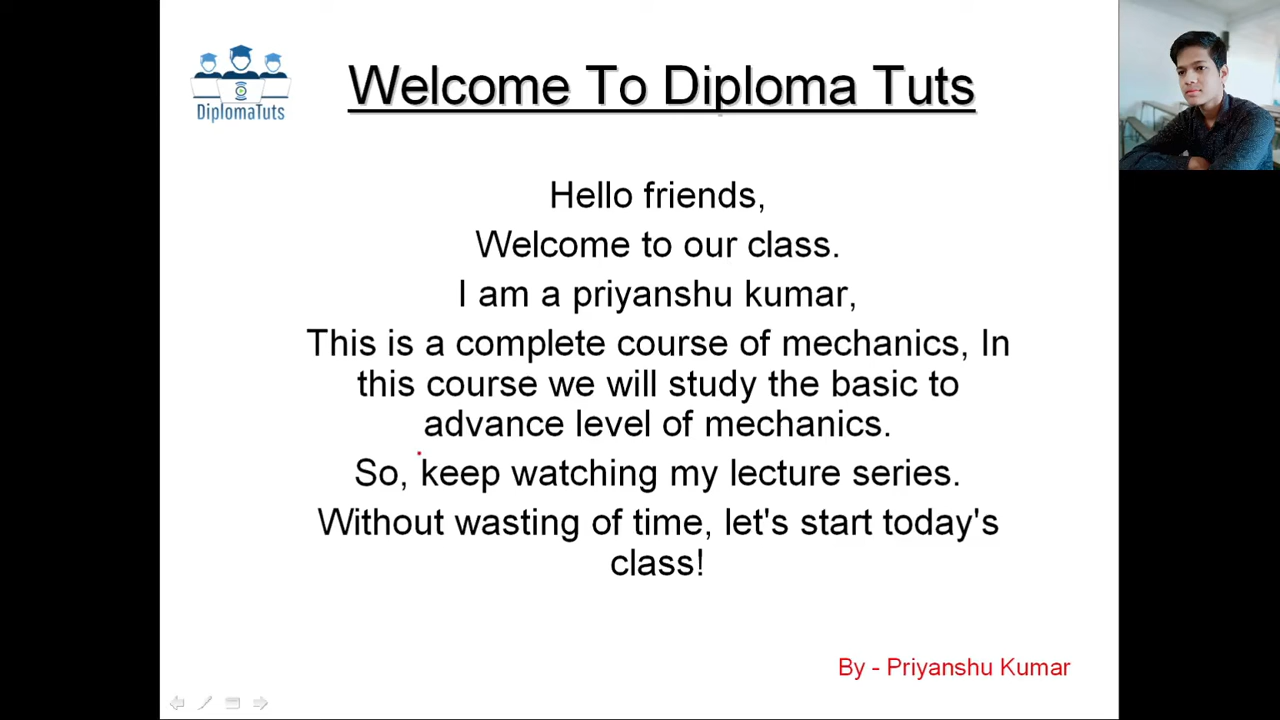 DiplomaTuts
Welcome To Diploma Tuts
Hello friends,
Welcome to our class.
I am a priyanshu kumar,
This is a complete course of mechanics, In
this course we will study the basic to
advance level of mechanics.
So, keep watching my lecture series.
Without wasting of time, let's start today's
class!
By - Priyanshu Kumar